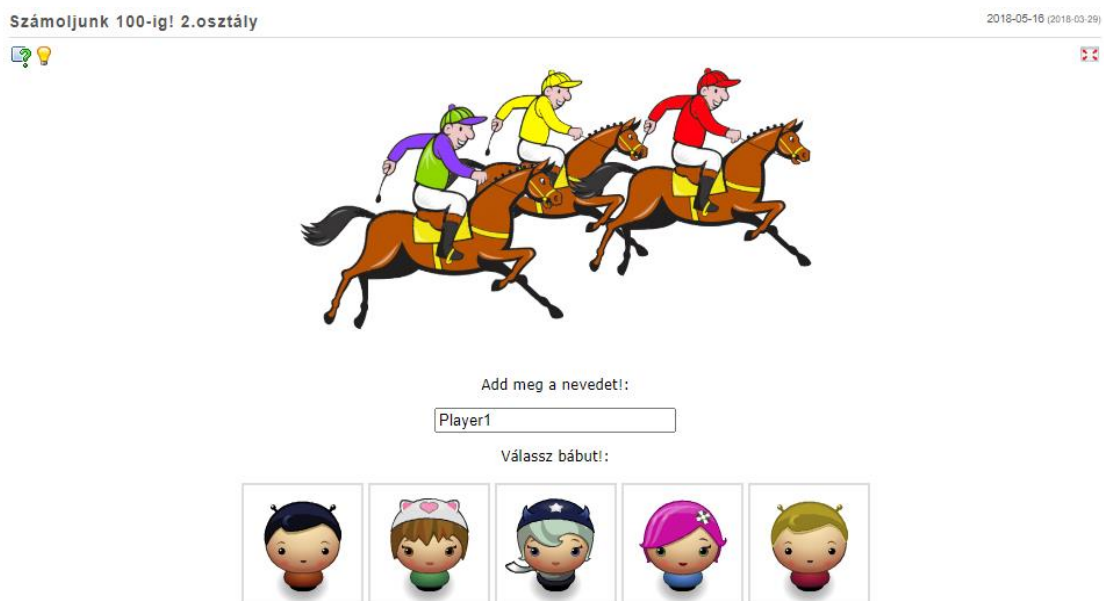 Számoljunk 100-ig! 2.osztály
2018-05-16 (2018-03-29)
Add meg a nevedet!:
Player1
Válassz bábut!: